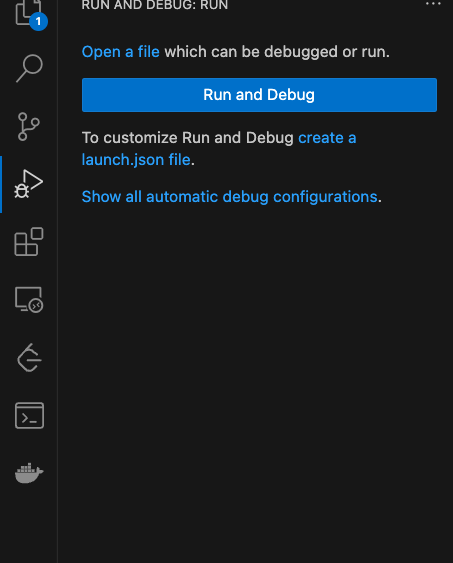 RUN AND DEBUG: RUN
1
Open a file which can be debugged or run.
Run and Debug
To customize Run and Debug create a
launch.json file.
Show all automatic debug configurations.